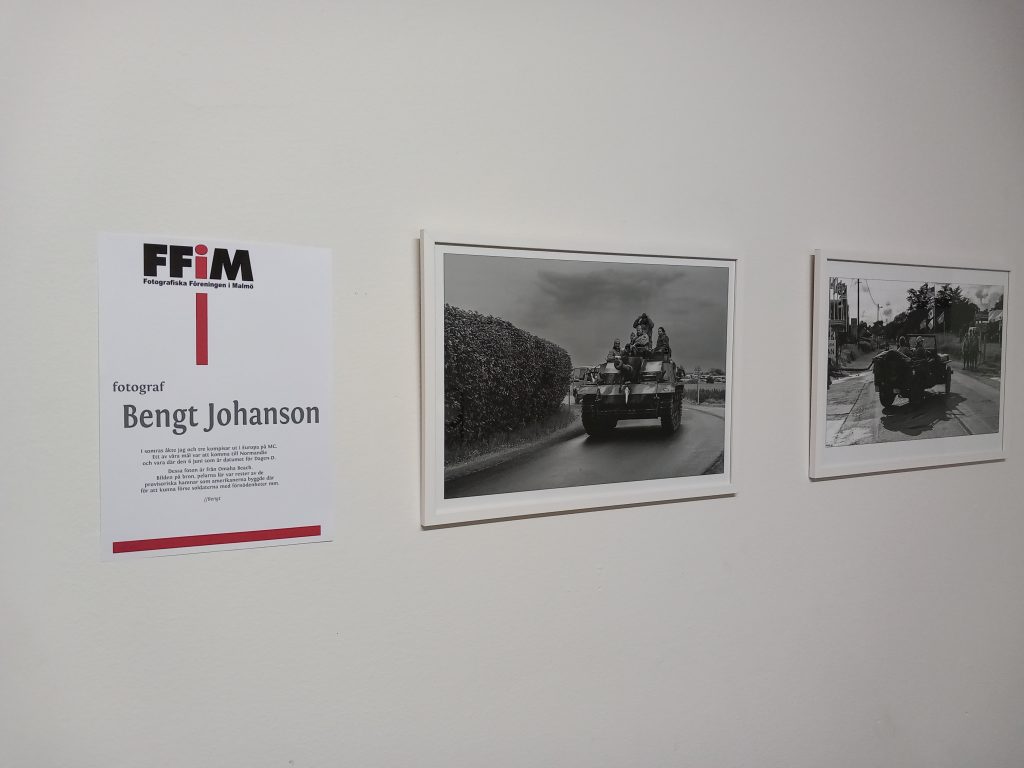 FFiM
Fotografiska Föreningen i Malmö
fotograf
Bengt Johanson
I somras åkte jag och tre kompisar ut i Europa på MC.
Ett av våra mål var att komma till Normandie
och vara där den 6 juni som är datumet för Dagen D.
Dessa foton är från Omaha Beach.
Bilden på bron, pelarna får var rester av de
provisoriska hamnar som amerikanerna byggde där
för att kunna förse soldaterna med förnödenheter mm.
//Bengt